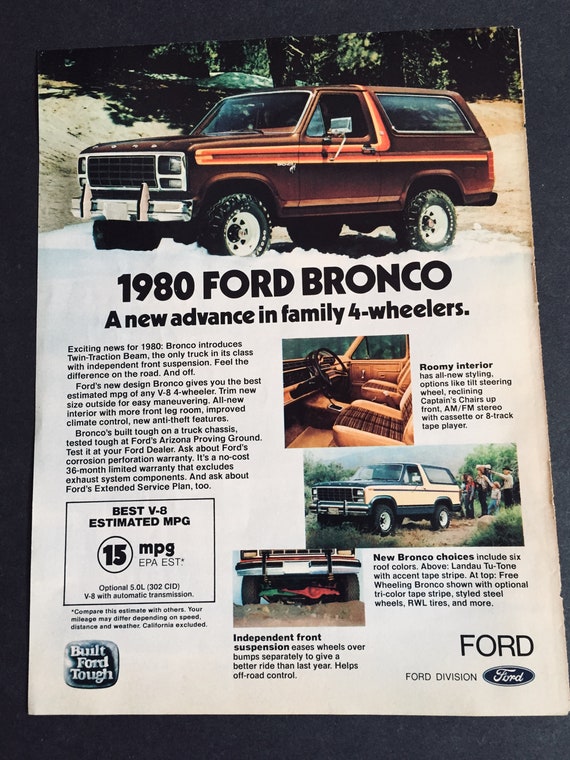 1980 FORD BRONCO
A new advance in family 4-wheelers.
Exciting news for 1980: Bronco introduces
Twin-Traction Beam, the only truck in its class
with independent front suspension. Feel the
difference on the road. And off.
Ford's new design Bronco gives you the best
estimated mpg of any V-8 4-wheeler. Trim new
size outside for easy maneuvering. All-new
interior with more front leg room, improved
climate control, new anti-theft features.
Bronco's built tough on a truck chassis,
tested tough at Ford's Arizona Proving Ground.
Test it at your Ford Dealer. Ask about Ford's
corrosion perforation warranty. It's a no-cost
36-month limited warranty that excludes
exhaust system components. And ask about
Ford's Extended Service Plan, too.
BEST V-8
ESTIMATED MPG
15 mpg
EPA EST.*
Optional 5.0L (302 CID)
V-8 with automatic transmission.
*Compare this estimate with others. Your
mileage may differ depending on speed,
distance and weather. California excluded.
Built
Ford
Tough
Roomy interior
has all-new styling,
options like tilt steering
wheel, reclining
Captain's Chairs up
front, AM/FM stereo
with cassette or 8-track
tape player.
New Bronco choices include six
roof colors. Above: Landau Tu-Tone
with accent tape stripe. At top: Free
Wheeling Bronco shown with optional
tri-color tape stripe, styled steel
wheels, RWL tires, and more.
Independent front
suspension eases wheels over
bumps separately to give a
better ride than last year. Helps
off-road control.
FORD
FORD DIVISION Ford